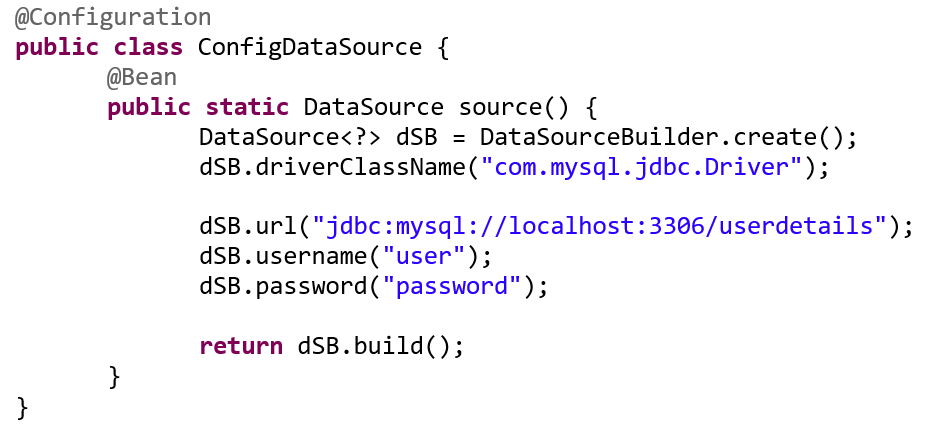 @Configuration
public class ConfigDataSource {
@Bean
public static DataSource source() {
DataSource<?> dSB = DataSourceBuilder.create();
dSB.driverClassName("com.mysql.jdbc.Driver");
dSB.url("jdbc:mysql://localhost:3306/userdetails");
dSB.username("user");
dSB.password("password");
return dSB.build();
}
}